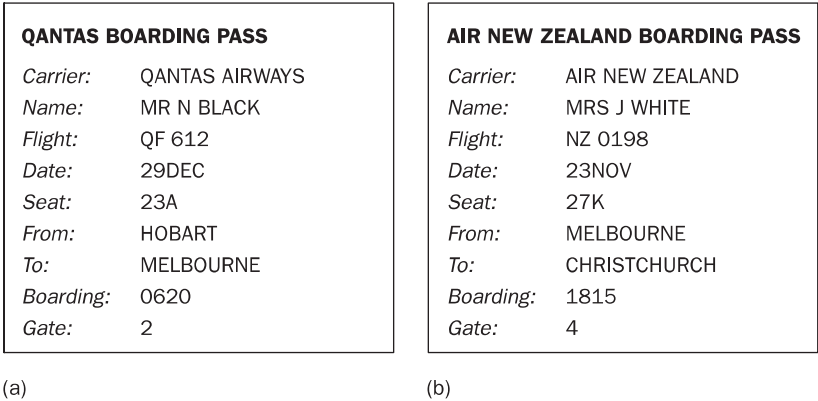 QANTAS BOARDING PASS
Carrier: QANTAS AIRWAYS
Name: MR N BLACK
Flight: QF 612
Date: 29DEC
Seat: 23A
From: HOBART
To: MELBOURNE
Boarding: 0620
Gate: 2
(a)
AIR NEW ZEALAND BOARDING PASS
Carrier: AIR NEW ZEALAND
Name: MRS J WHITE
Flight: NZ 0198
Date: 23NOV
Seat: 27K
From: MELBOURNE
To: CHRISTCHURCH
Boarding: 1815
Gate: 4
(b)